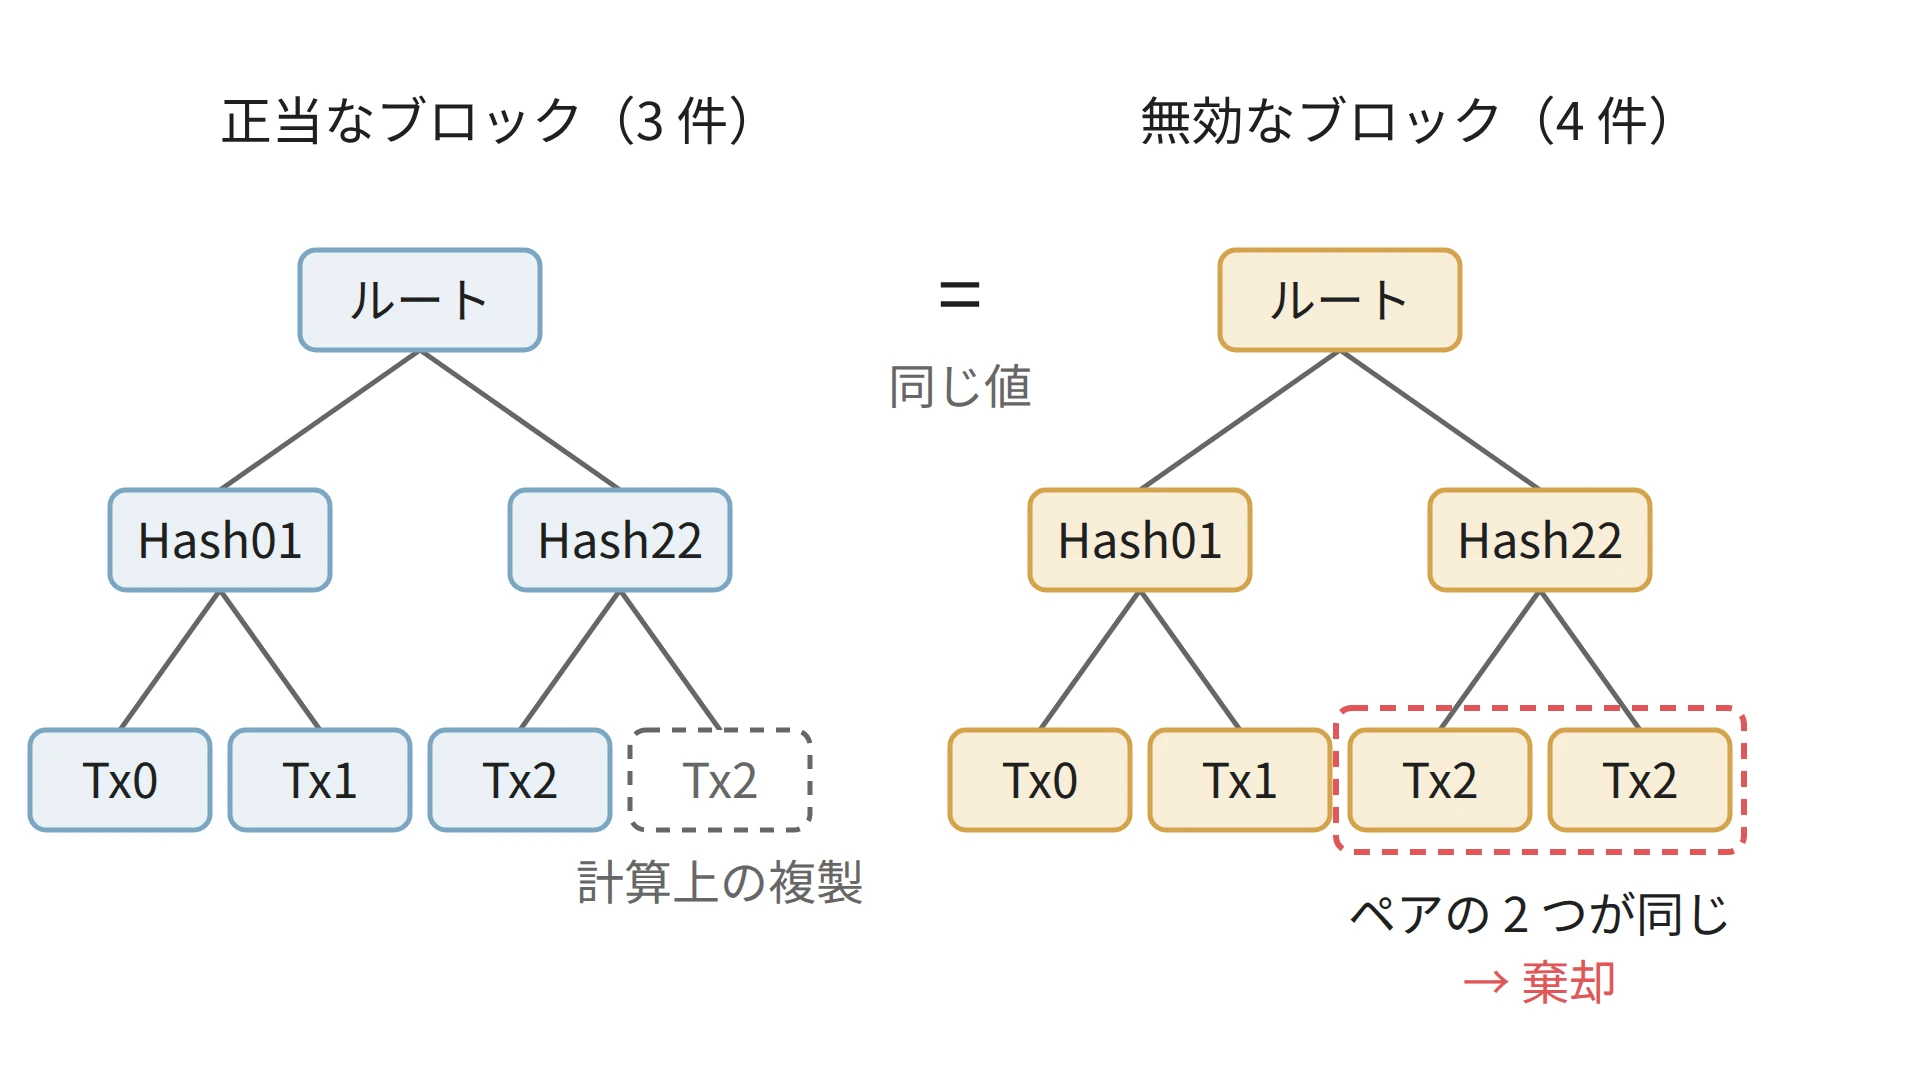 正当なブロック（3 件）
無効なブロック（4 件）
ルート
=
ルート
同じ値
Hash01
Hash22
Hash01
Hash22
Tx0
Tx1
Tx2
Tx2
Tx0
Tx1
Tx2
Tx2
計算上の複製
ペアの 2 つが同じ
→ 棄却